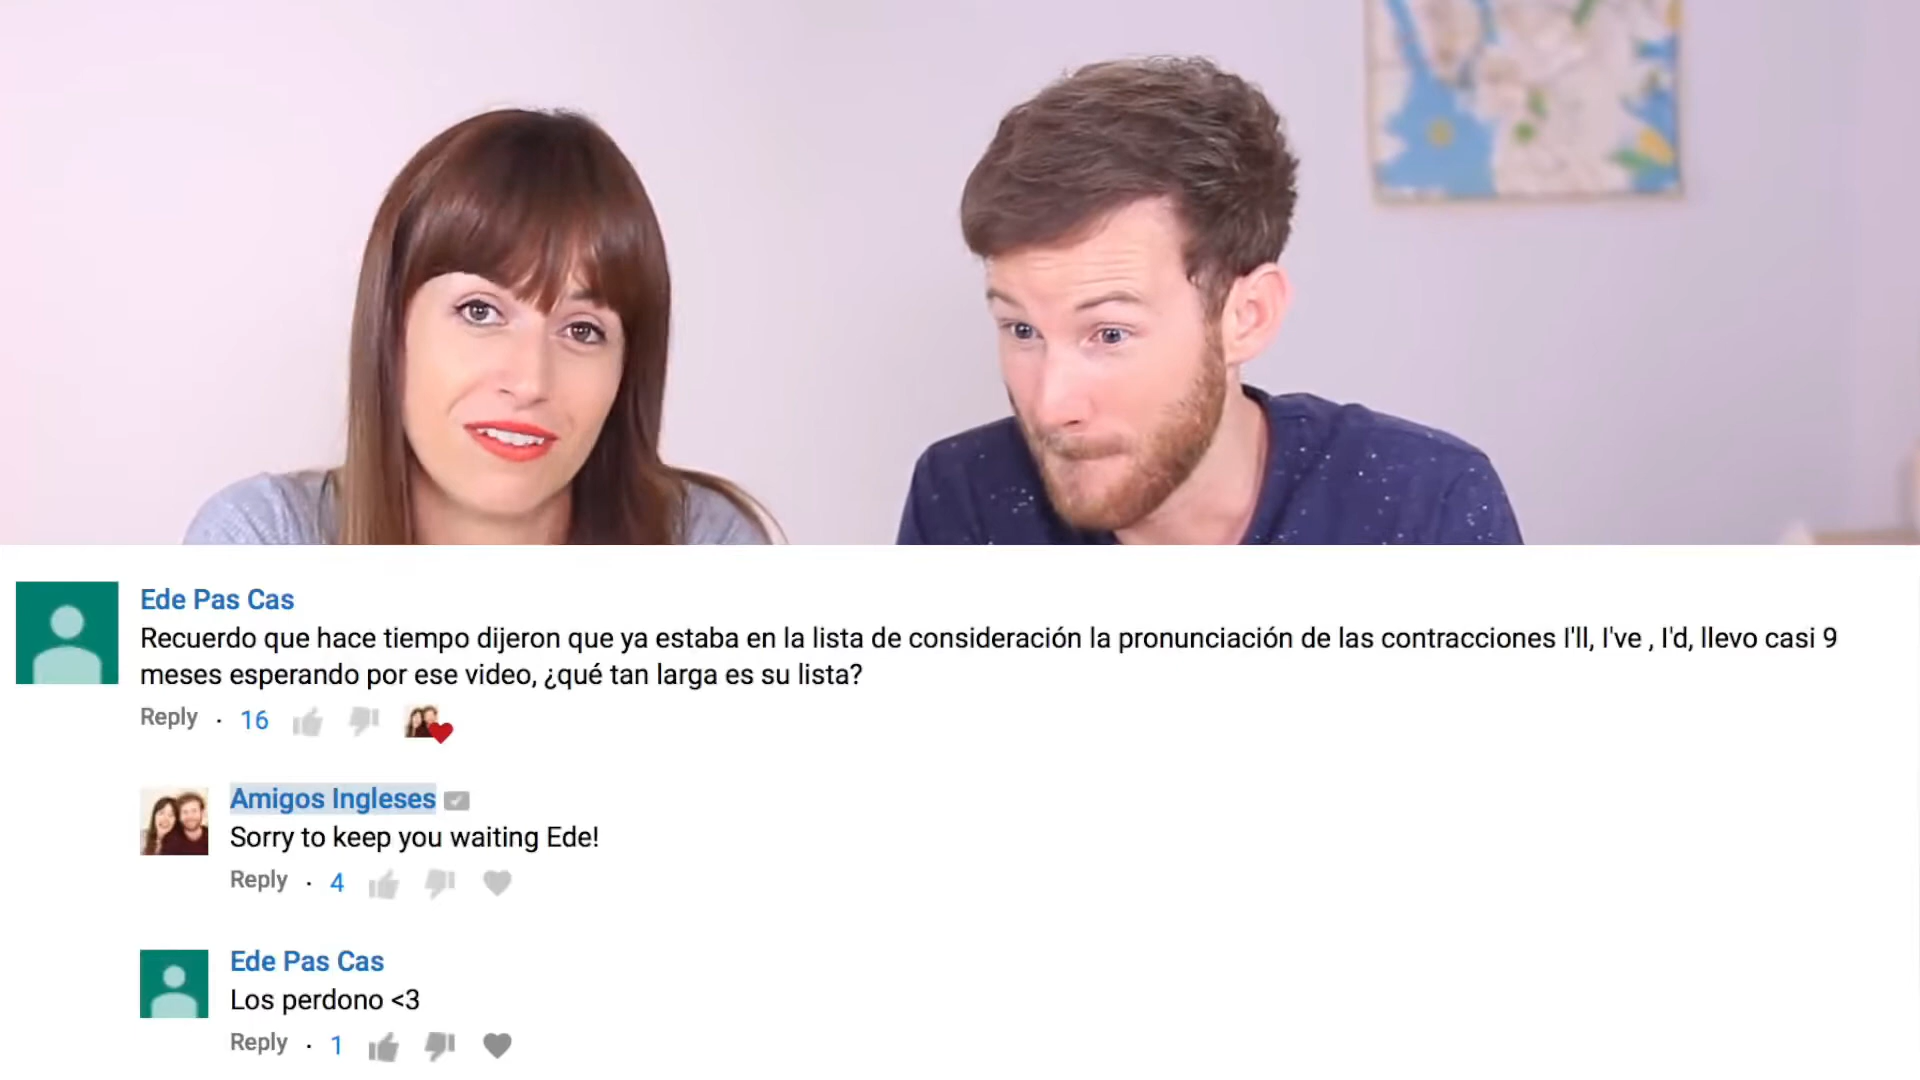 Ede Pas Cas
Recuerdo que hace tiempo dijeron que ya estaba en la lista de consideración la pronunciación de las contracciones I'll, I've , I'd, llevo casi 9
meses esperando por ese video, ¿qué tan larga es su lista?
Reply · 16
Amigos Ingleses
Sorry to keep you waiting Ede!
Reply · 4
Ede Pas Cas
Los perdono <3
Reply · 1